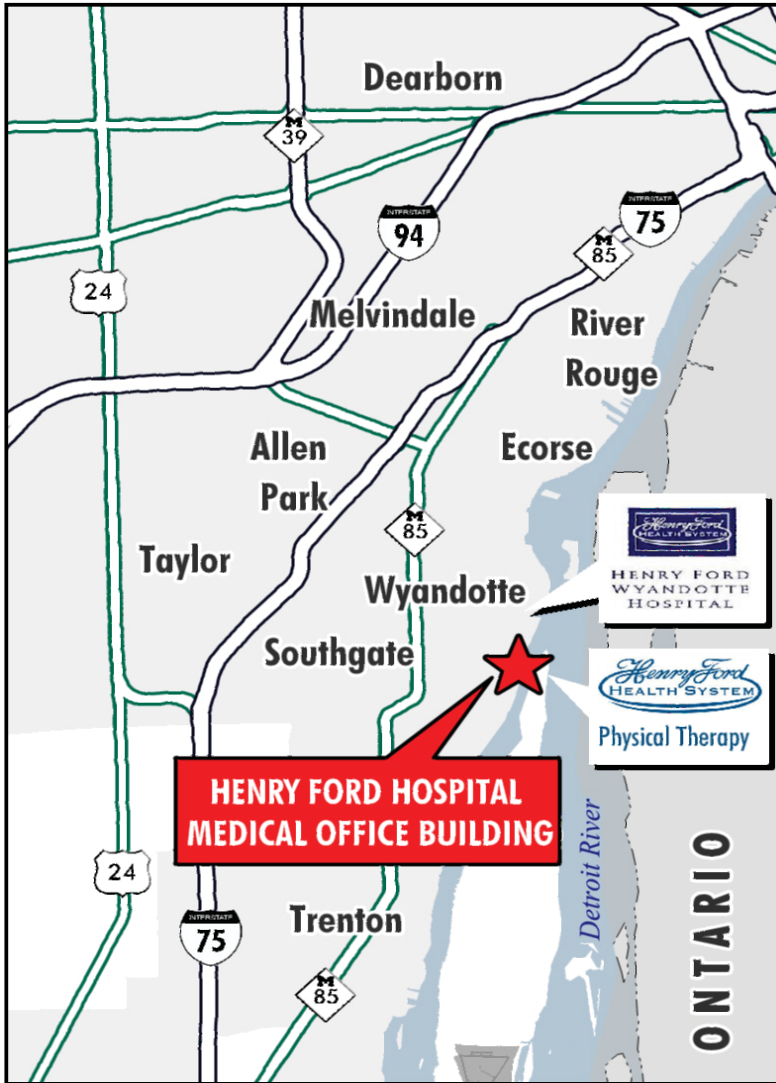 Dearborn
M
39
INTERSTATE
94
INTERSTATE
75
M
85
24
Melvindale
River
Rouge
Allen
Park
Ecorse
M
85
Henry Ford
HEALTH SYSTEM
HENRY FORD
WYANDOTTE
HOSPITAL
Taylor
Wyandotte
Southgate
Henry Ford
HEALTH SYSTEM
Physical Therapy
HENRY FORD HOSPITAL
MEDICAL OFFICE BUILDING
Detroit River
ONTARIO
24
Trenton
INTERSTATE
75
M
85